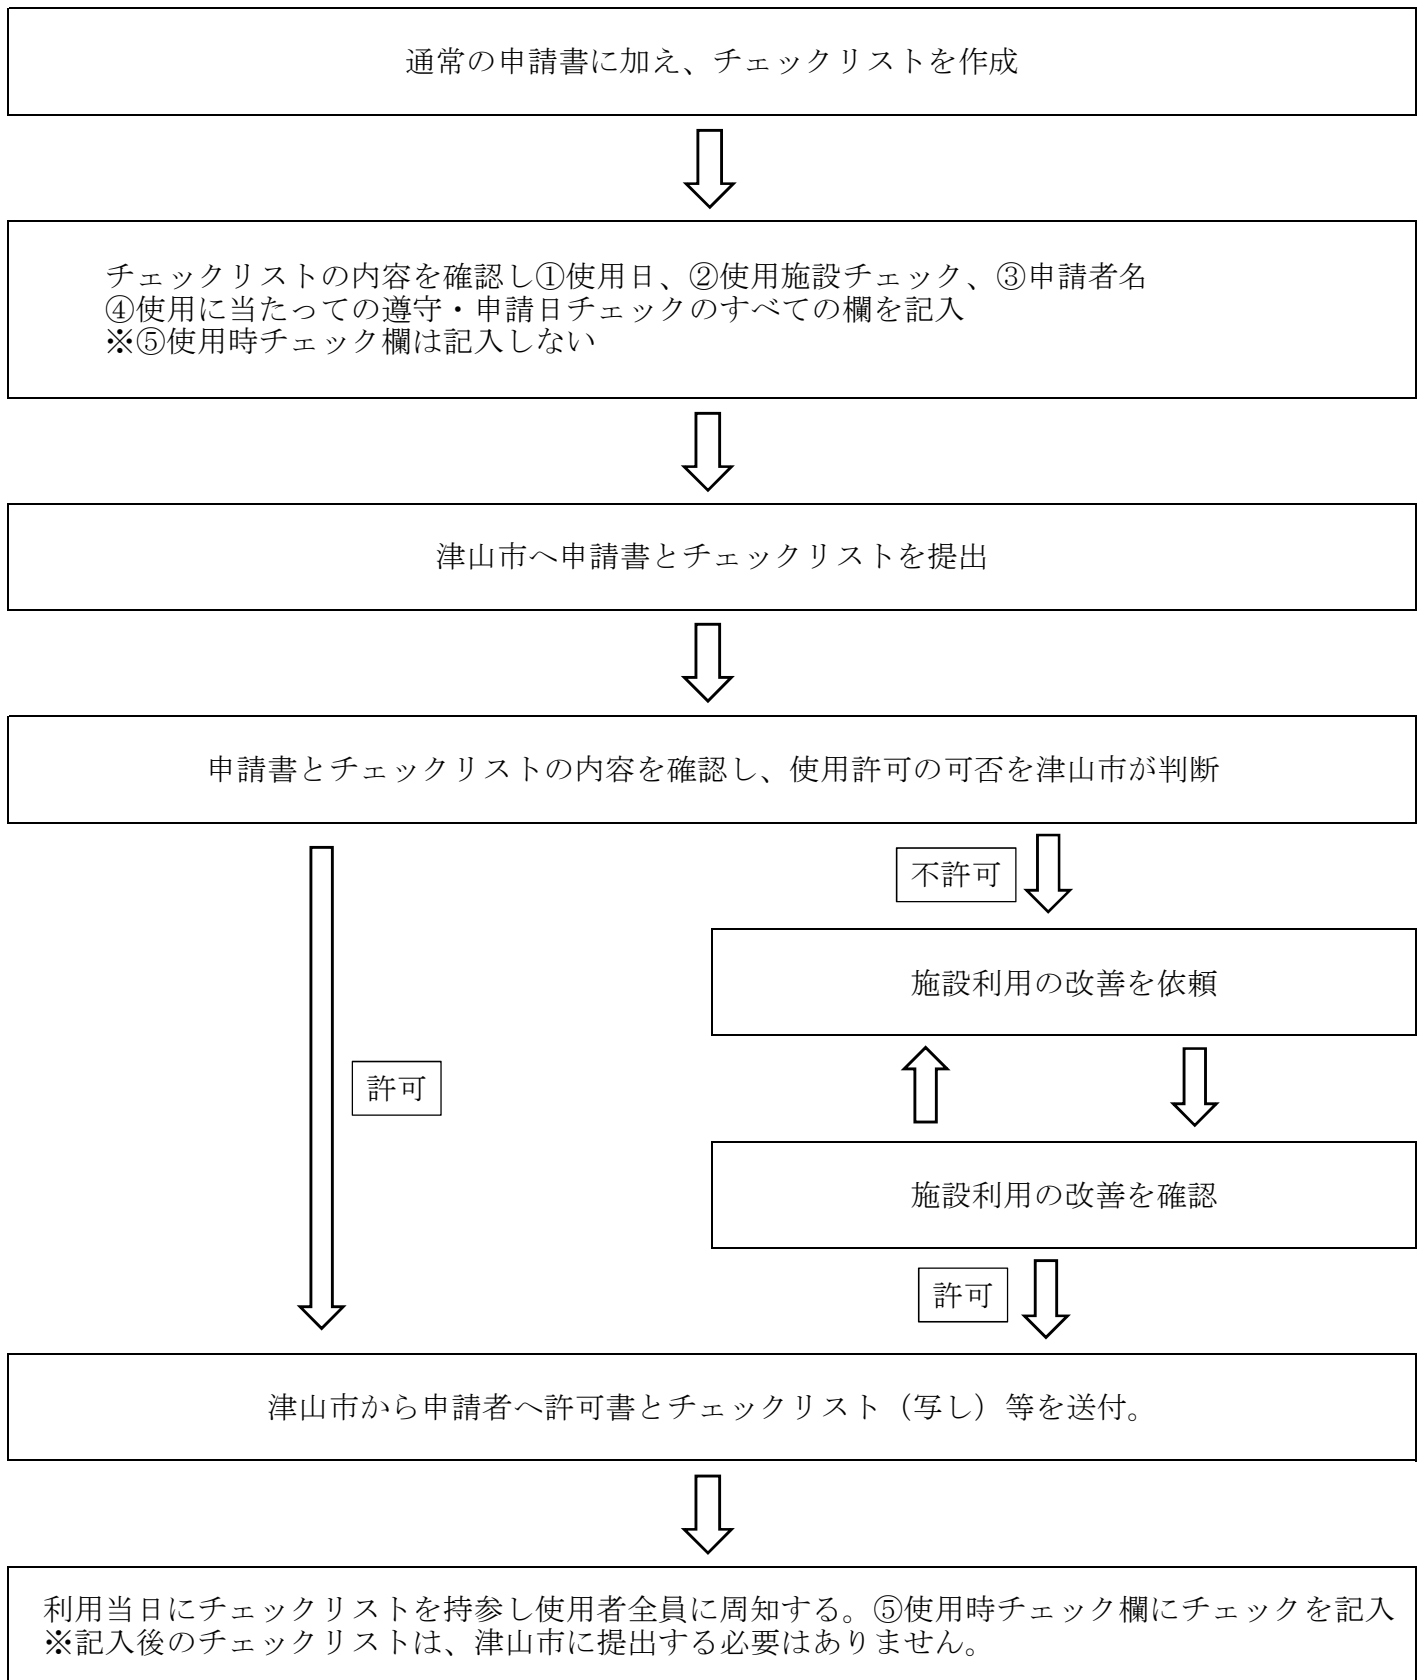 通常の申請書に加え、チェックリストを作成
チェックリストの内容を確認し①使用日、②使用施設チェック、③申請者名
④使用に当たっての遵守・申請日チェックのすべての欄を記入
※⑤使用時チェック欄は記入しない
津山市へ申請書とチェックリストを提出
申請書とチェックリストの内容を確認し、使用許可の可否を津山市が判断
不許可
施設利用の改善を依頼
許可
施設利用の改善を確認
許可
津山市から申請者へ許可書とチェックリスト（写し）等を送付。
利用当日にチェックリストを持参し使用者全員に周知する。⑤使用時チェック欄にチェックを記入
※記入後のチェックリストは、津山市に提出する必要はありません。